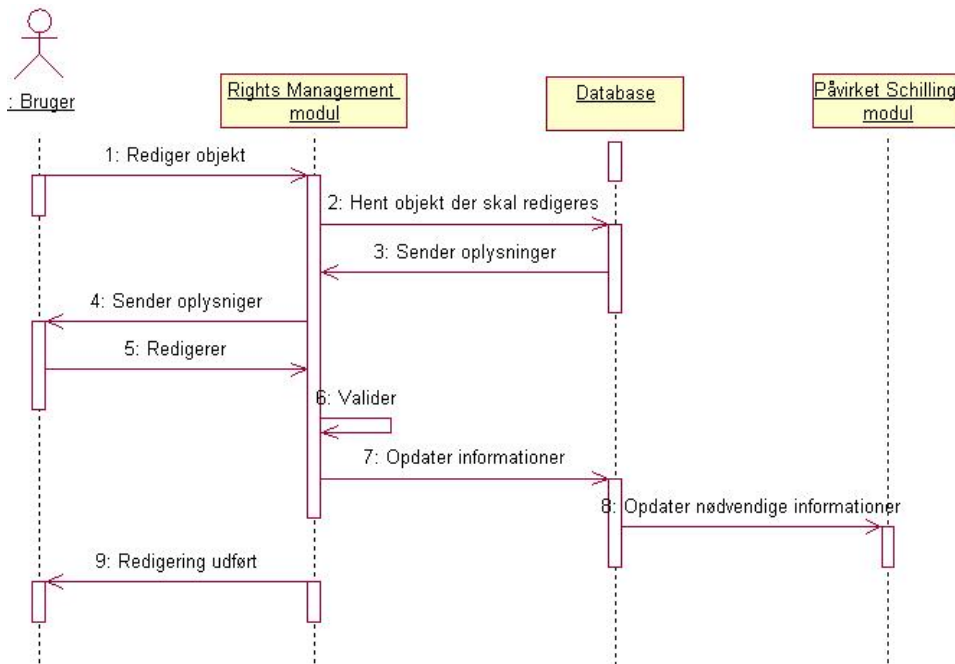 : Bruger
Rights Management
modul
Database
Påvirket Schilling
modul
1: Rediger objekt
2: Hent objekt der skal redigeres
3: Sender oplysninger
4: Sender oplysniger
5: Redigerer
6: Valider
7: Opdater informationer
8: Opdater nødvendige informationer
9: Redigering udført